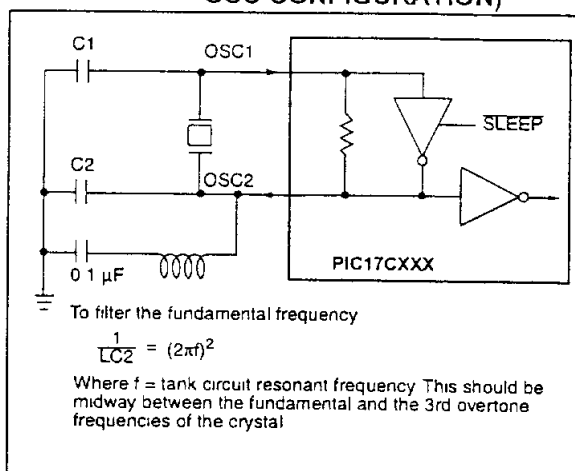 OSC CONFIGURATION)
C1
OSC1
SLEEP
C2
OSC2
0 1 µF
PIC17CXXX
To filter the fundamental frequency
1/LC2 = (2πf)²
Where f = tank circuit resonant frequency This should be
midway between the fundamental and the 3rd overtone
frequencies of the crystal